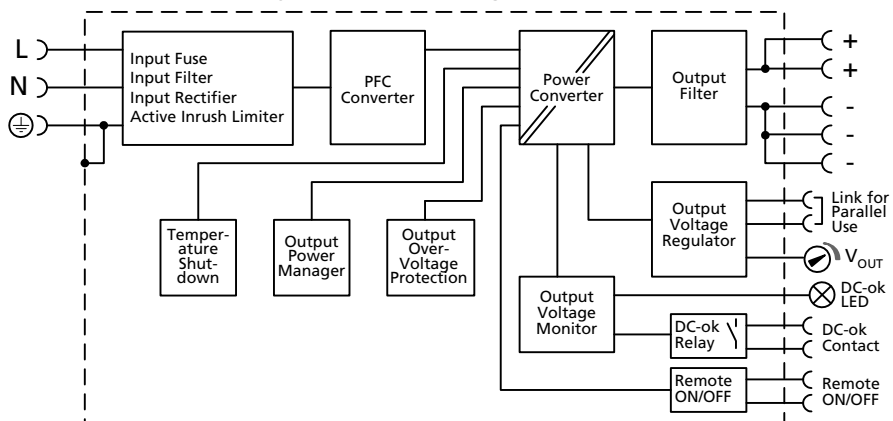 L
N
Input Fuse
Input Filter
Input Rectifier
Active Inrush Limiter
PFC
Converter
Power
Converter
Output
Filter
+
+
-
-
-
Temper-
ature
Shut-
down
Output
Power
Manager
Output
Over-
Voltage
Protection
Output
Voltage
Regulator
Link for
Parallel
Use
VOUT
Output
Voltage
Monitor
DC-ok
LED
DC-ok
Relay
DC-ok
Contact
Remote
ON/OFF
Remote
ON/OFF